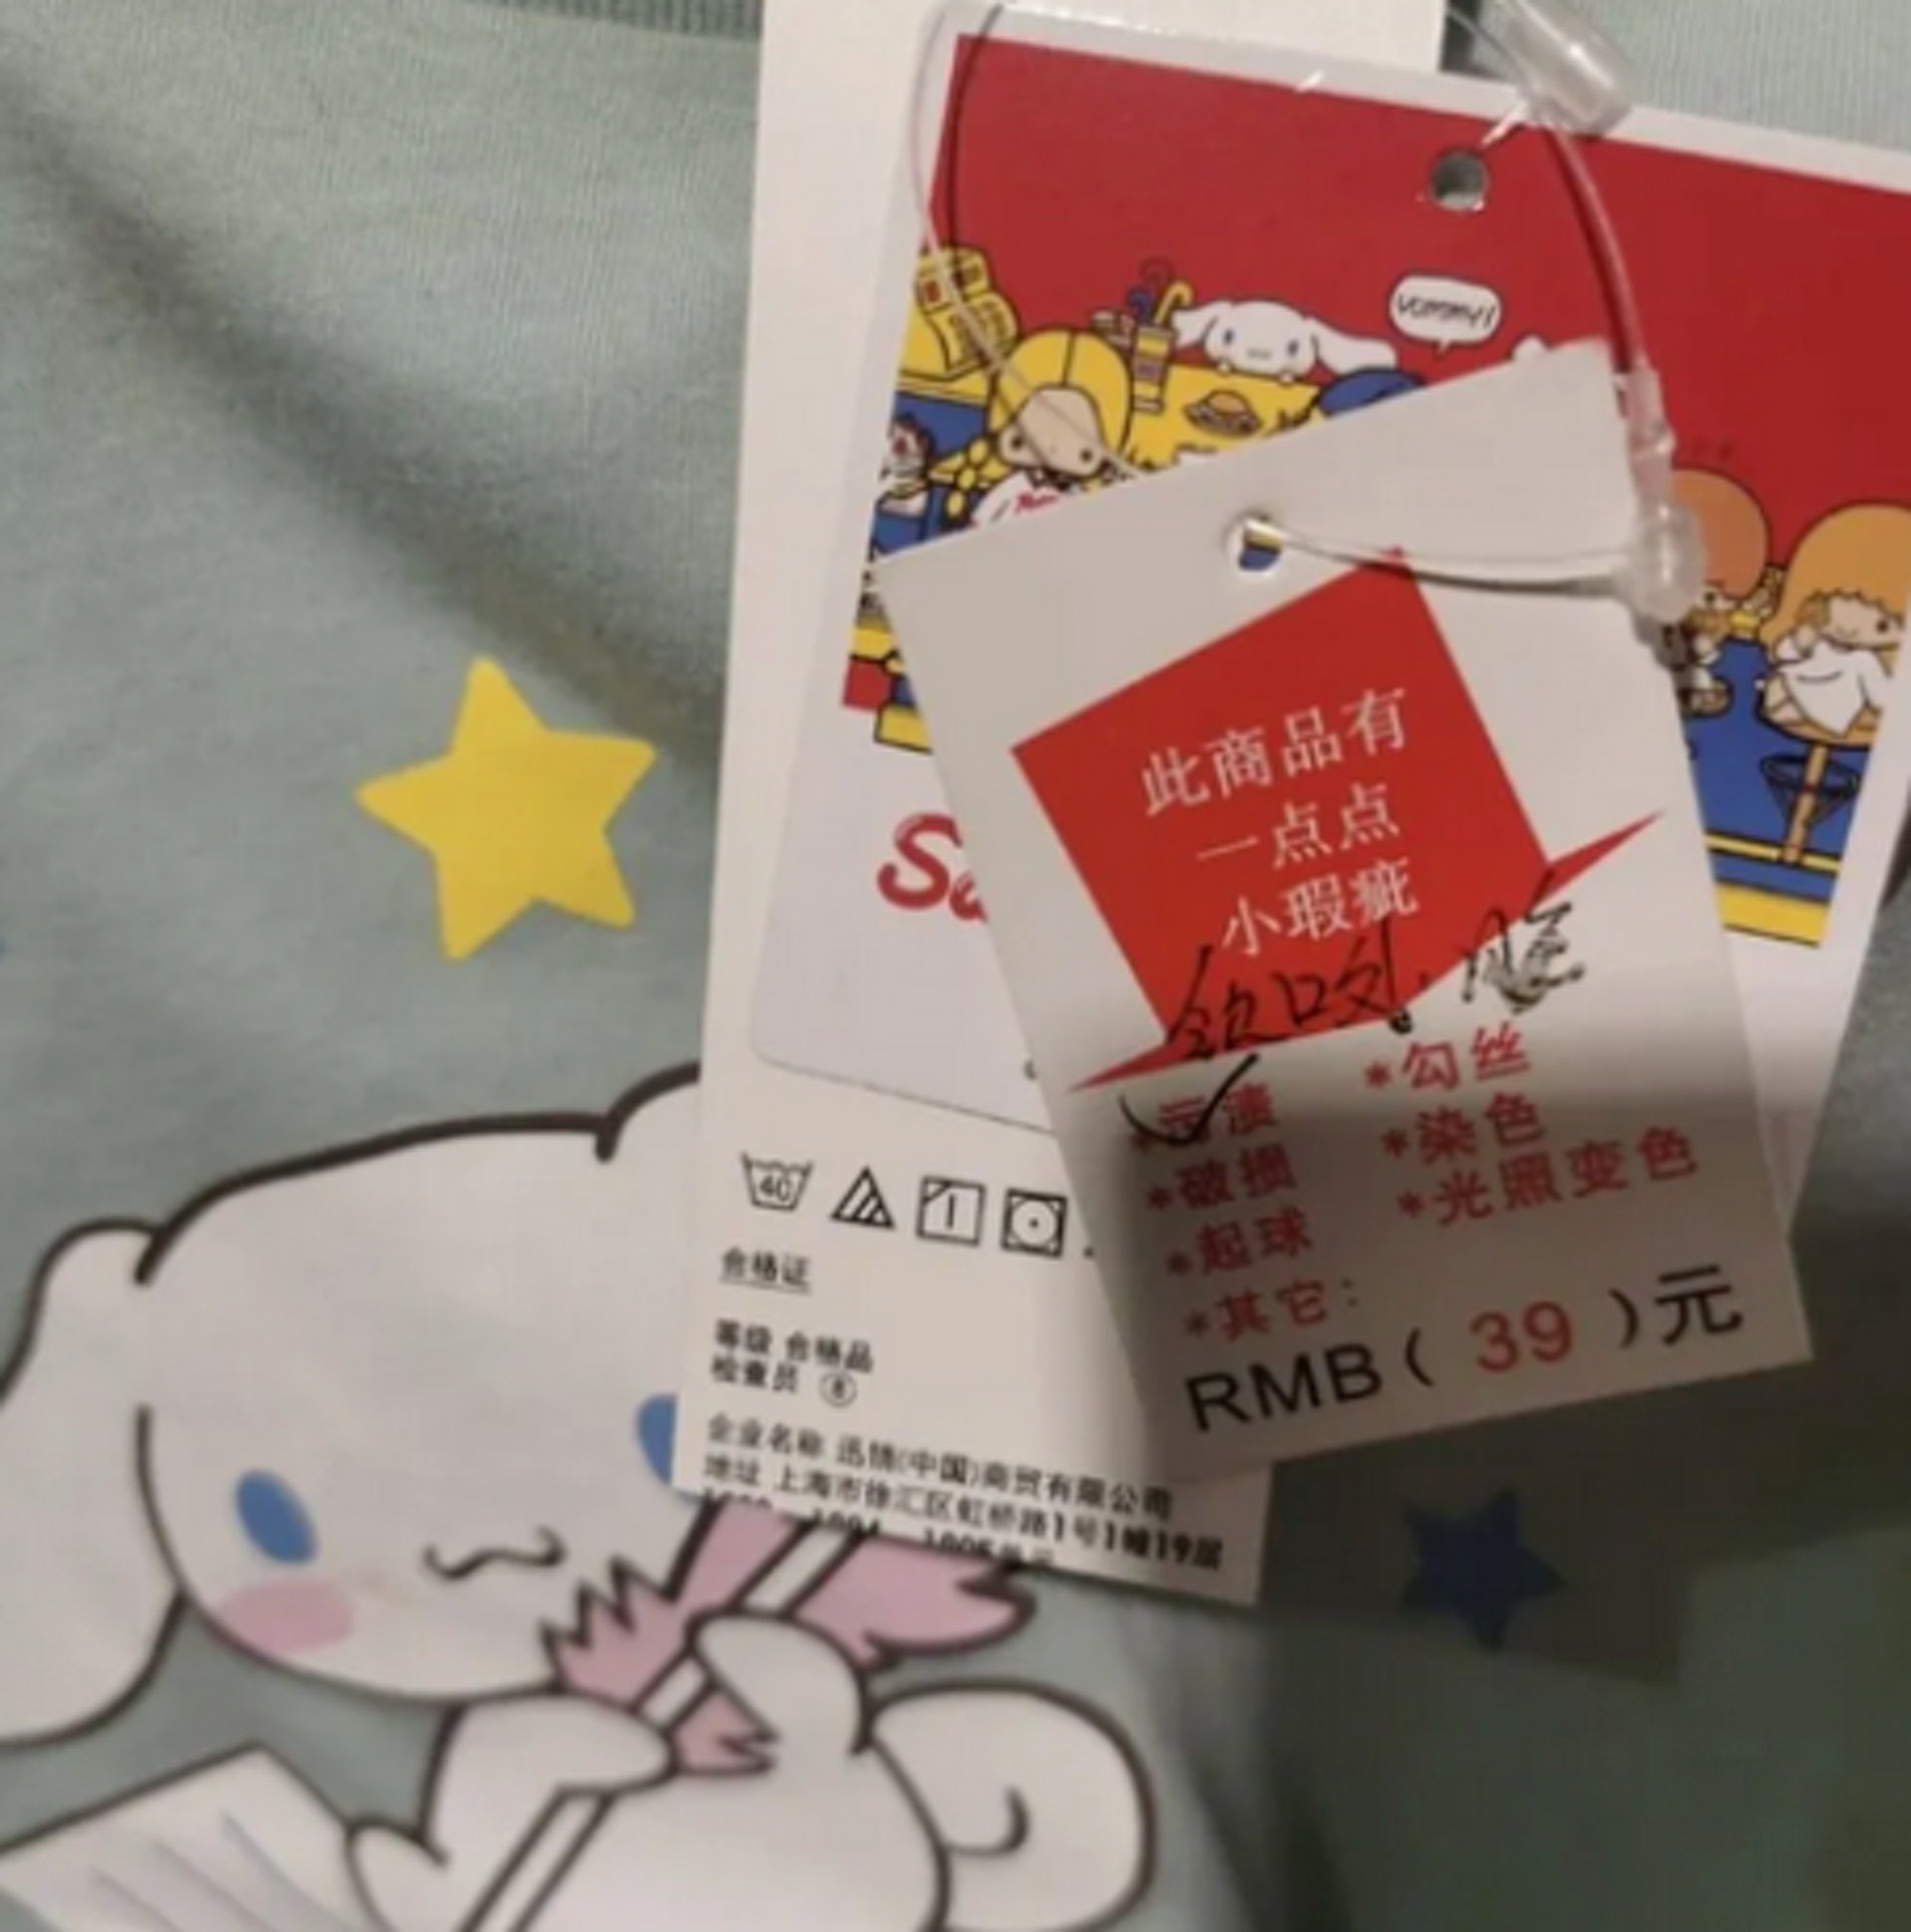 yummy!
此商品有
一点点
小瑕疵
领口
*污渍
*勾丝
*破损
*染色
*起球
*光照变色
*其它：
RMB（39）元
40
合格证
等级 合格品
检查员 ⑧
企业名称 迅销(中国)商贸有限公司
地址 上海市徐汇区虹桥路1号1幢19层